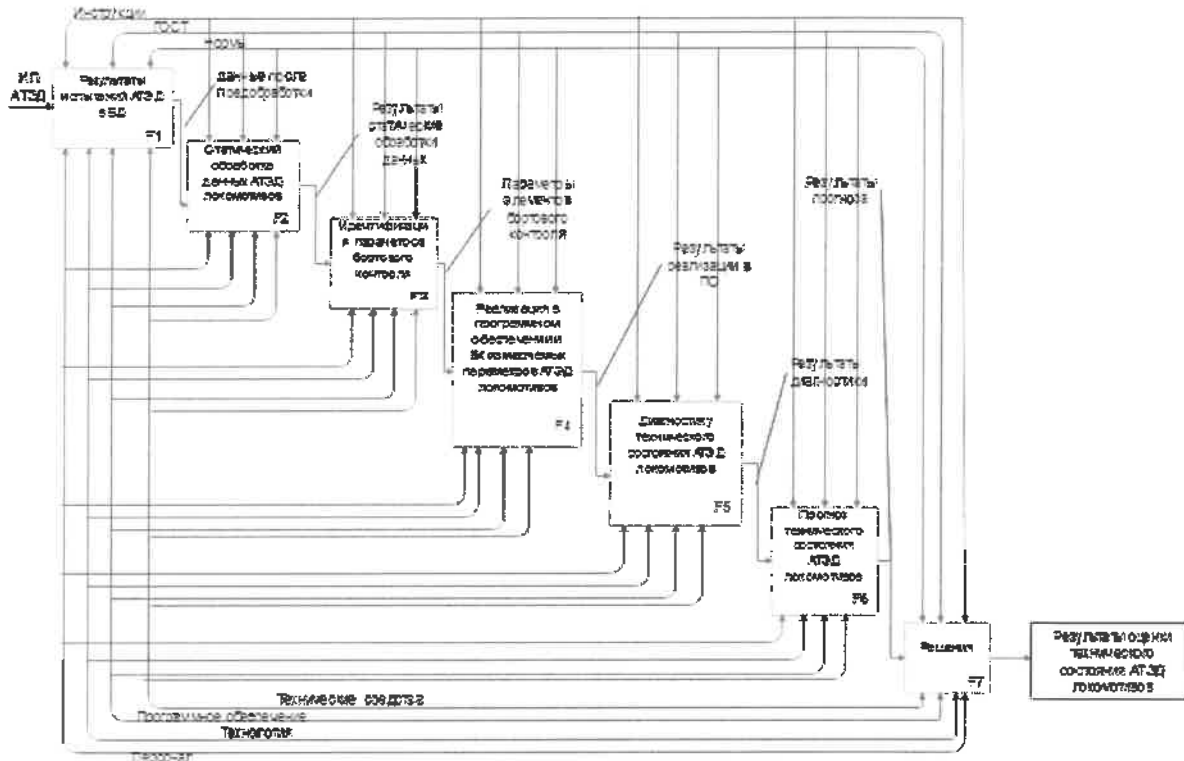 Инструкции
ГОСТ
Нормы
ИП
АТЭД
Результаты
испытаний АТЭД
в БД
F1
Данные после
Предобработки
Статический
обработка
данных АТЭД
локомотивов
F2
Результаты
статические
обработки
данных
Идентификаци
я параметров
бортового
контроля
F3
Параметры
элементов
бортового
контроля
Реализация в
программном
обеспечении
параметров АТЭД
локомотивов
F4
Результаты
реализации в
ПО
Диагностику
технического
состояния АТЭД
локомотивов
F5
Результаты
диагностики
Прогноз
технического
состояния
АТЭД
локомотивов
F6
Результаты
прогноза
Решения
F7
Результаты оценки
технического
состояния АТЭД
локомотивов
Технические средства
Программное обеспечение
Технология
Персонал